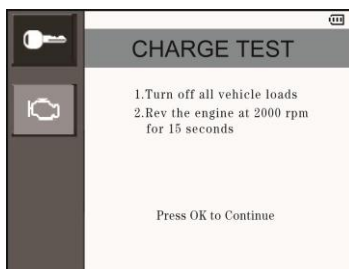 CHARGE TEST
1.Turn off all vehicle loads
2.Rev the engine at 2000 rpm
for 15 seconds
Press OK to Continue